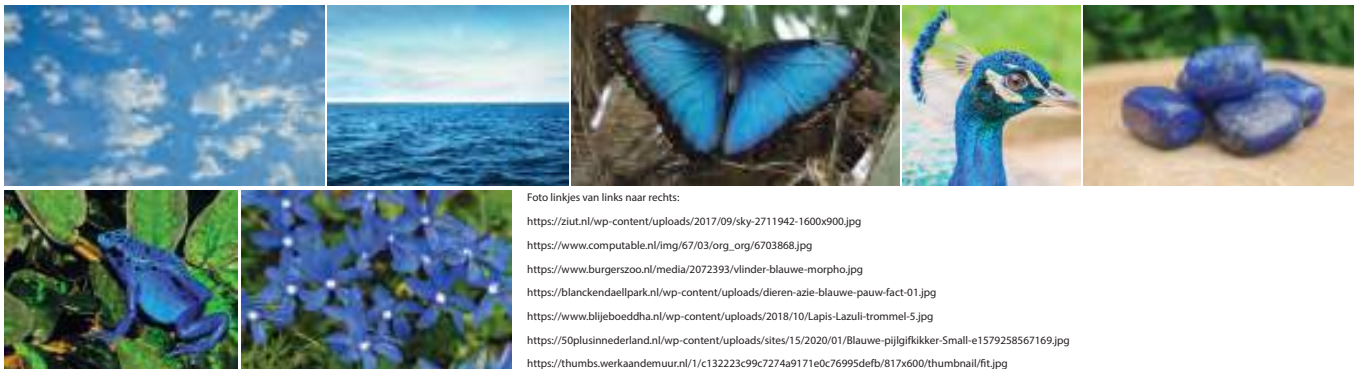 Foto linkjes van links naar rechts:
https://ziut.nl/wp-content/uploads/2017/09/sky-2711942-1600x900.jpg
https://www.computable.nl/img/67/03/org_org/6703868.jpg
https://www.burgerszoo.nl/media/2072393/vlinder-blauwe-morpho.jpg
https://blanckendaellpark.nl/wp-content/uploads/dieren-azie-blauwe-pauw-fact-01.jpg
https://www.blijeboeddha.nl/wp-content/uploads/2018/10/Lapis-Lazuli-trommel-5.jpg
https://50plusinnederland.nl/wp-content/uploads/sites/15/2020/01/Blauwe-pijlgifkikker-Small-e1579258567169.jpg
https://thumbs.werkaandemuur.nl/1/c132223c99c7274a9171e0c76995defb/817x600/thumbnail/fit.jpg